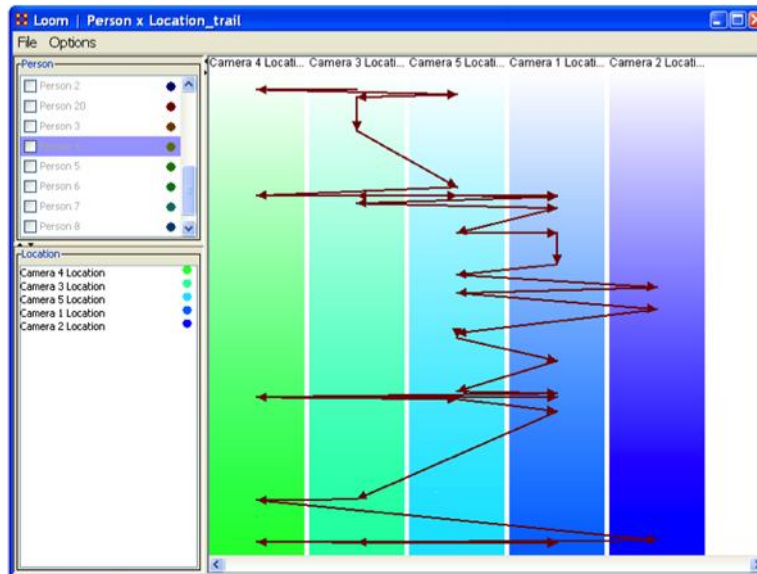 Loom | Person x Location_trail
File Options
Person
Person 2
Person 20
Person 3
Person 4
Person 5
Person 6
Person 7
Person 8
Location
Camera 4 Location
Camera 3 Location
Camera 5 Location
Camera 1 Location
Camera 2 Location
Camera 4 Locati... Camera 3 Locati... Camera 5 Locati... Camera 1 Locati... Camera 2 Locati...